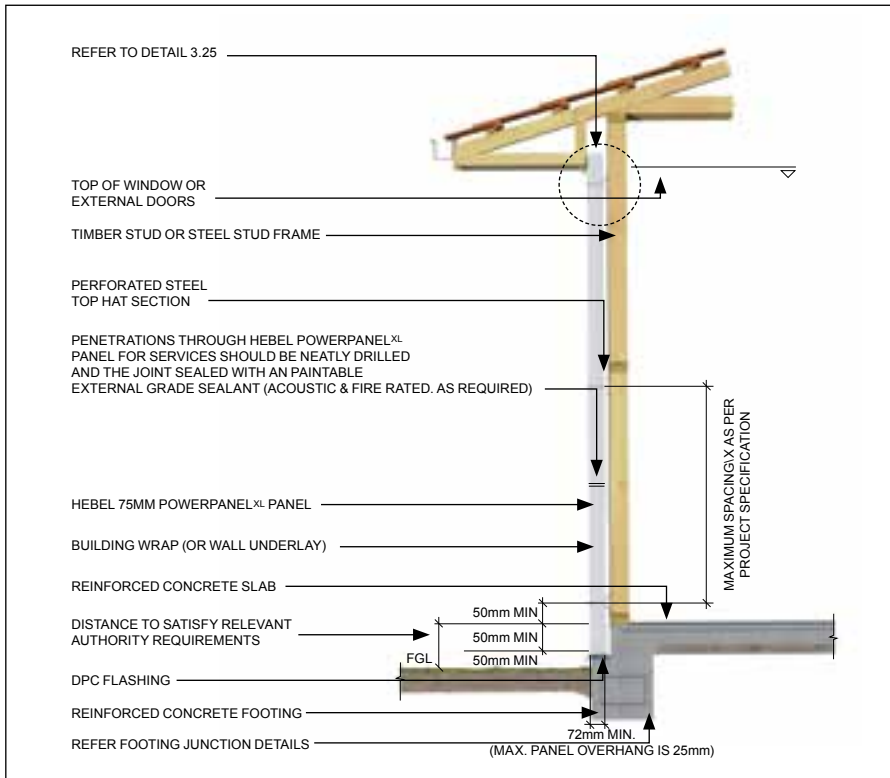 REFER TO DETAIL 3.25
TOP OF WINDOW OR
EXTERNAL DOORS
TIMBER STUD OR STEEL STUD FRAME
PERFORATED STEEL
TOP HAT SECTION
PENETRATIONS THROUGH HEBEL POWERPANELXL
PANEL FOR SERVICES SHOULD BE NEATLY DRILLED
AND THE JOINT SEALED WITH AN PAINTABLE
EXTERNAL GRADE SEALANT (ACOUSTIC & FIRE RATED. AS REQUIRED)
MAXIMUM SPACING\X AS PER
PROJECT SPECIFICATION
HEBEL 75MM POWERPANELXL PANEL
BUILDING WRAP (OR WALL UNDERLAY)
REINFORCED CONCRETE SLAB
50mm MIN
DISTANCE TO SATISFY RELEVANT
AUTHORITY REQUIREMENTS
50mm MIN
FGL
50mm MIN
DPC FLASHING
REINFORCED CONCRETE FOOTING
72mm MIN.
REFER FOOTING JUNCTION DETAILS
(MAX. PANEL OVERHANG IS 25mm)